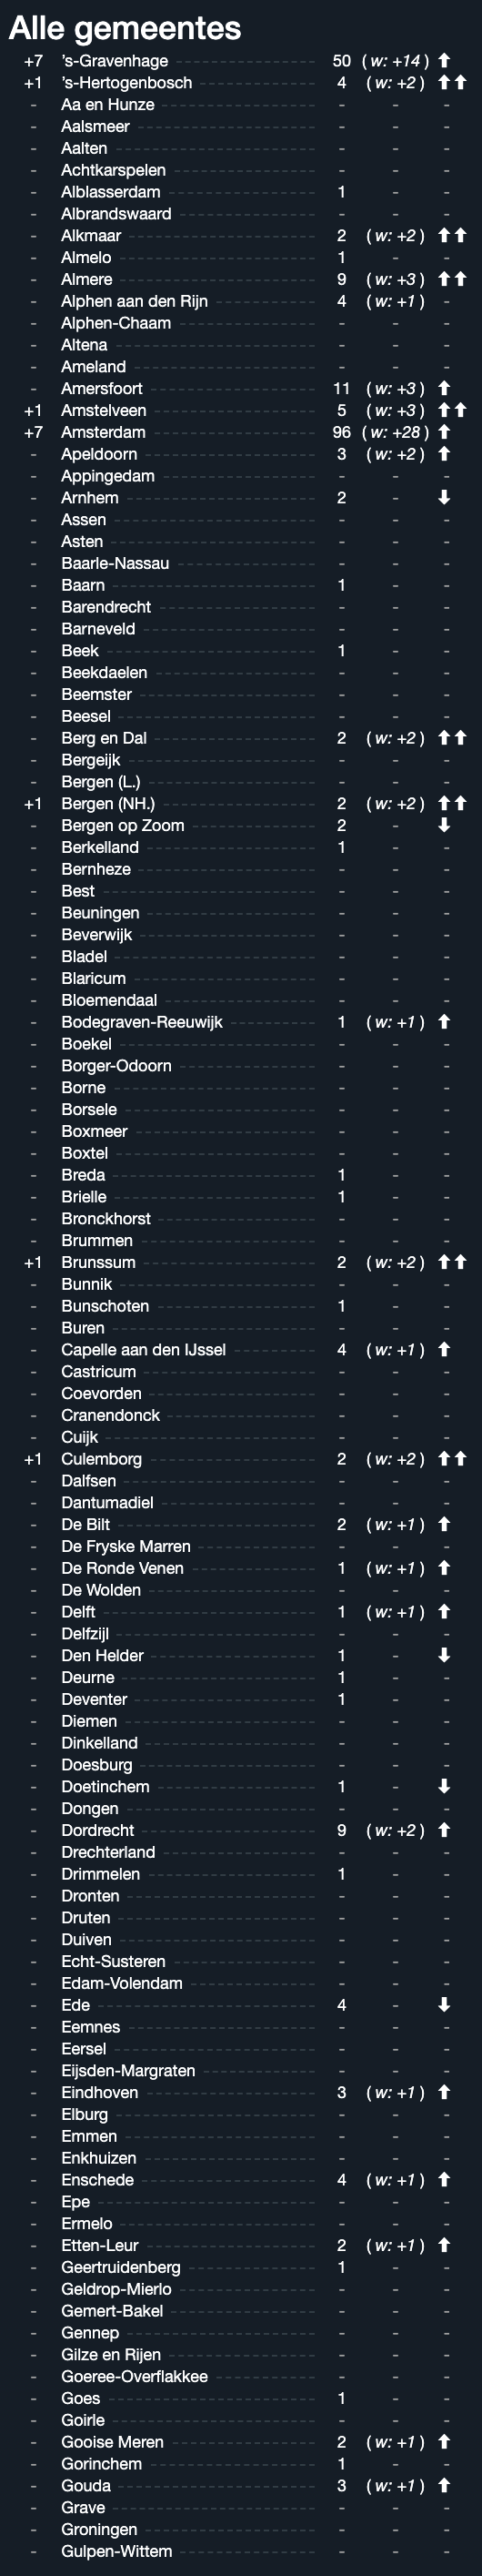 Alle gemeentes
+7 ’s-Gravenhage 50 ( w: +14 ) ⬆
+1 ’s-Hertogenbosch 4 ( w: +2 ) ⬆⬆
- Aa en Hunze - - -
- Aalsmeer - - -
- Aalten - - -
- Achtkarspelen - - -
- Alblasserdam 1 - -
- Albrandswaard - - -
- Alkmaar 2 ( w: +2 ) ⬆⬆
- Almelo 1 - -
- Almere 9 ( w: +3 ) ⬆⬆
- Alphen aan den Rijn 4 ( w: +1 ) -
- Alphen-Chaam - - -
- Altena - - -
- Ameland - - -
- Amersfoort 11 ( w: +3 ) ⬆
+1 Amstelveen 5 ( w: +3 ) ⬆⬆
+7 Amsterdam 96 ( w: +28 ) ⬆
- Apeldoorn 3 ( w: +2 ) ⬆
- Appingedam - - -
- Arnhem 2 - ⬇
- Assen - - -
- Asten - - -
- Baarle-Nassau - - -
- Baarn 1 - -
- Barendrecht - - -
- Barneveld - - -
- Beek 1 - -
- Beekdaelen - - -
- Beemster - - -
- Beesel - - -
- Berg en Dal 2 ( w: +2 ) ⬆⬆
- Bergeijk - - -
- Bergen (L.) - - -
+1 Bergen (NH.) 2 ( w: +2 ) ⬆⬆
- Bergen op Zoom 2 - ⬇
- Berkelland 1 - -
- Bernheze - - -
- Best - - -
- Beuningen - - -
- Beverwijk - - -
- Bladel - - -
- Blaricum - - -
- Bloemendaal - - -
- Bodegraven-Reeuwijk 1 ( w: +1 ) ⬆
- Boekel - - -
- Borger-Odoorn - - -
- Borne - - -
- Borsele - - -
- Boxmeer - - -
- Boxtel - - -
- Breda 1 - -
- Brielle 1 - -
- Bronckhorst - - -
- Brummen - - -
+1 Brunssum 2 ( w: +2 ) ⬆⬆
- Bunnik - - -
- Bunschoten 1 - -
- Buren - - -
- Capelle aan den IJssel 4 ( w: +1 ) ⬆
- Castricum - - -
- Coevorden - - -
- Cranendonck - - -
- Cuijk - - -
+1 Culemborg 2 ( w: +2 ) ⬆⬆
- Dalfsen - - -
- Dantumadiel - - -
- De Bilt 2 ( w: +1 ) ⬆
- De Fryske Marren - - -
- De Ronde Venen 1 ( w: +1 ) ⬆
- De Wolden - - -
- Delft 1 ( w: +1 ) ⬆
- Delfzijl - - -
- Den Helder 1 - ⬇
- Deurne 1 - -
- Deventer 1 - -
- Diemen - - -
- Dinkelland - - -
- Doesburg - - -
- Doetinchem 1 - ⬇
- Dongen - - -
- Dordrecht 9 ( w: +2 ) ⬆
- Drechterland - - -
- Drimmelen 1 - -
- Dronten - - -
- Druten - - -
- Duiven - - -
- Echt-Susteren - - -
- Edam-Volendam - - -
- Ede 4 - ⬇
- Eemnes - - -
- Eersel - - -
- Eijsden-Margraten - - -
- Eindhoven 3 ( w: +1 ) ⬆
- Elburg - - -
- Emmen - - -
- Enkhuizen - - -
- Enschede 4 ( w: +1 ) ⬆
- Epe - - -
- Ermelo - - -
- Etten-Leur 2 ( w: +1 ) ⬆
- Geertruidenberg 1 - -
- Geldrop-Mierlo - - -
- Gemert-Bakel - - -
- Gennep - - -
- Gilze en Rijen - - -
- Goeree-Overflakkee - - -
- Goes 1 - -
- Goirle - - -
- Gooise Meren 2 ( w: +1 ) ⬆
- Gorinchem 1 - -
- Gouda 3 ( w: +1 ) ⬆
- Grave - - -
- Groningen - - -
- Gulpen-Wittem - - -